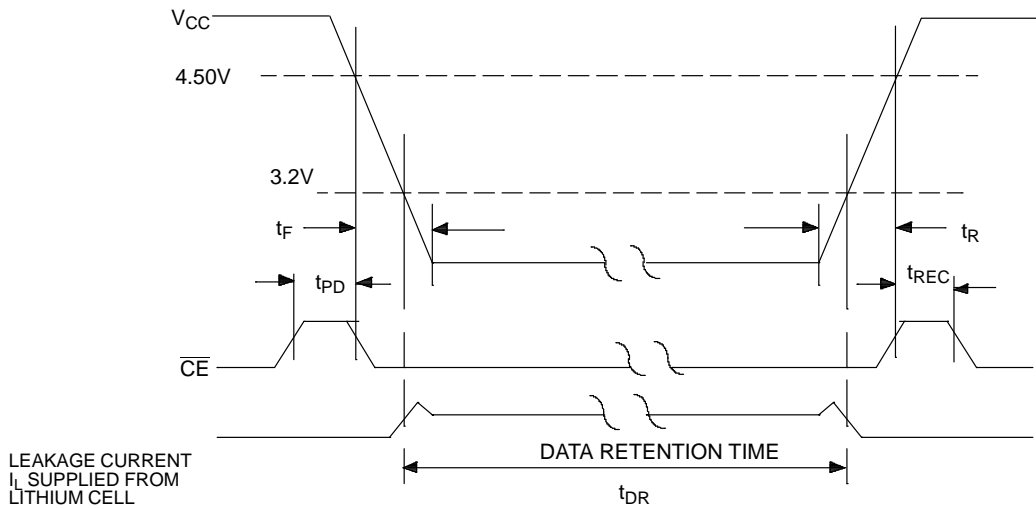 VCC
4.50V
3.2V
tF
tR
tPD
tREC
CE
DATA RETENTION TIME
LEAKAGE CURRENT
IL SUPPLIED FROM
LITHIUM CELL
tDR